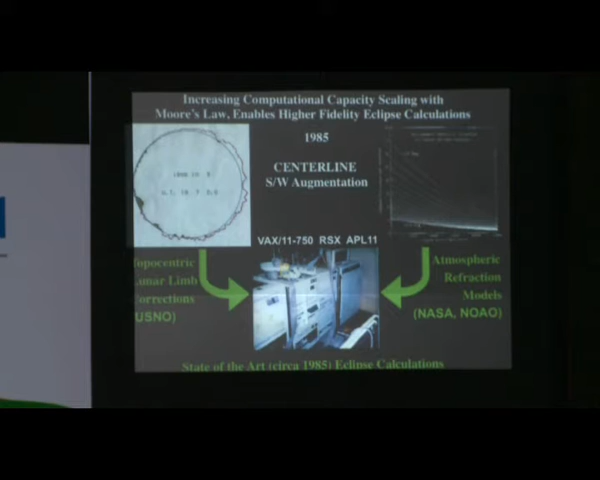 Increasing Computational Capacity Scaling with
Moore's Law, Enables Higher Fidelity Eclipse Calculations
1985
CENTERLINE
S/W Augmentation
VAX/11-750 RSX APL11
Topocentric
Lunar Limb
Corrections
(USNO)
Atmospheric
Refraction
Models
(NASA, NOAO)
State of the Art (circa 1985) Eclipse Calculations